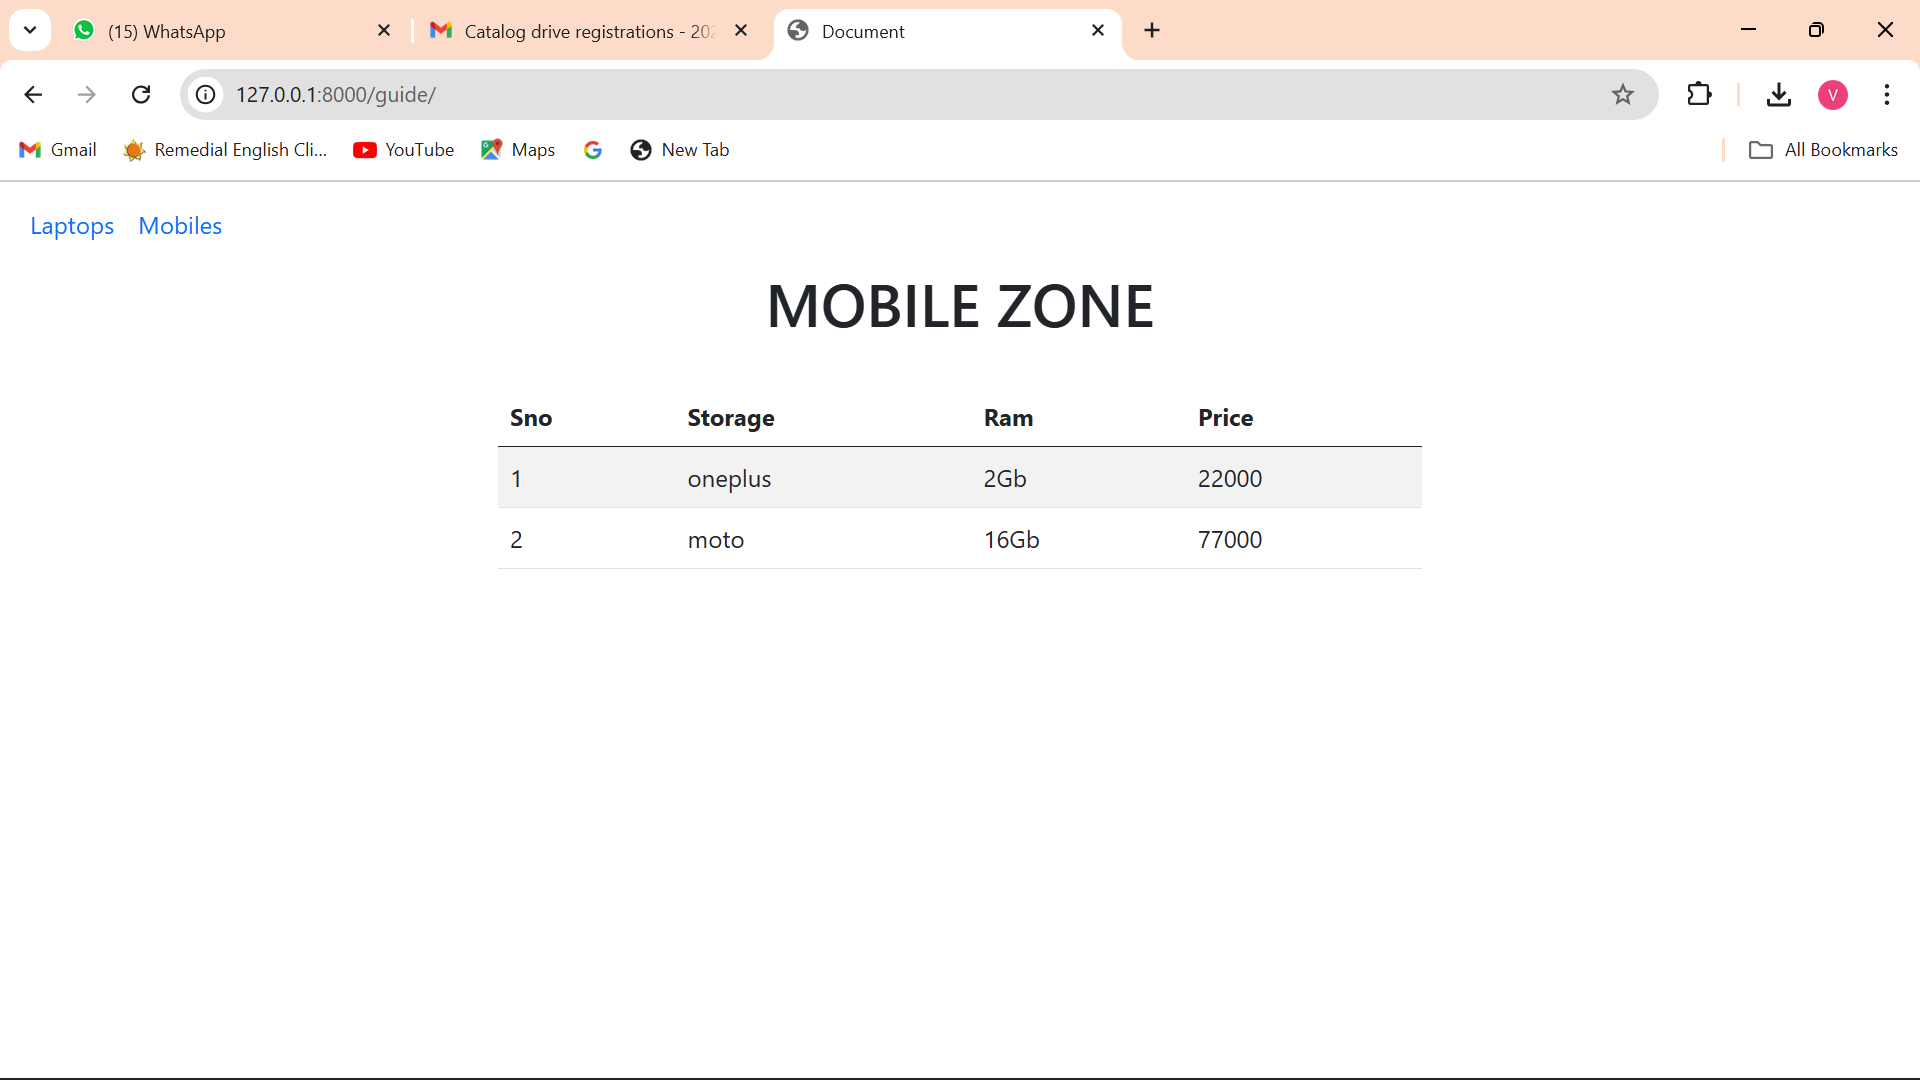 (15) WhatsApp
Catalog drive registrations - 202
Document
127.0.0.1:8000/guide/
V
Gmail
Remedial English Cli...
YouTube
Maps
New Tab
All Bookmarks
Laptops Mobiles
MOBILE ZONE
Sno Storage Ram Price
1 oneplus 2Gb 22000
2 moto 16Gb 77000